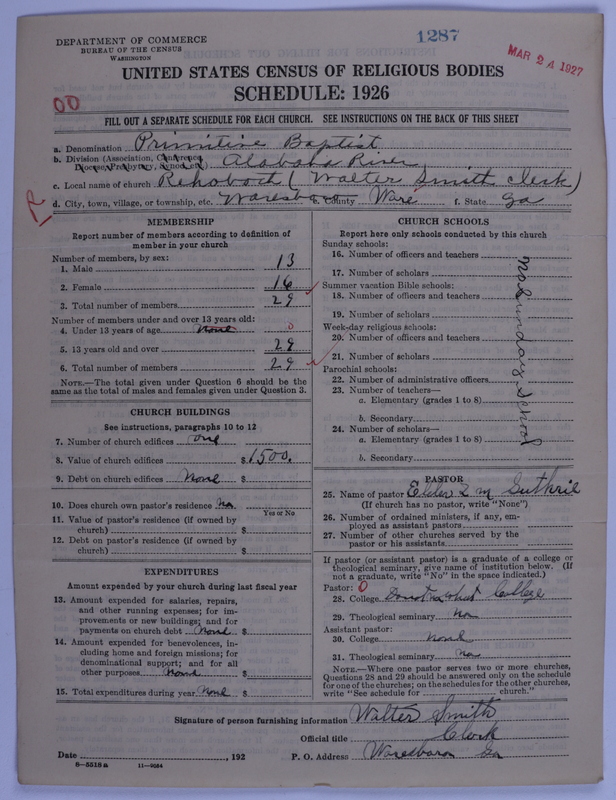 1287
MAR 24 1927
DEPARTMENT OF COMMERCE
BUREAU OF THE CENSUS
WASHINGTON
UNITED STATES CENSUS OF RELIGIOUS BODIES
SCHEDULE: 1926
00
FILL OUT A SEPARATE SCHEDULE FOR EACH CHURCH. SEE INSTRUCTIONS ON THE BACK OF THIS SHEET
a. Denomination Primitive Baptist
b. Division (Association, Conference, Diocese, Presbytery, Synod, etc.) Alabaha River
c. Local name of church Rehoboth (Walter Smith Clerk)
d. City, town, village, or township, etc. Waresboro e. County Ware f. State Ga
R
MEMBERSHIP
Report number of members according to definition of
member in your church
Number of members, by sex:
1. Male 13
2. Female 16
3. Total number of members 29
Number of members under and over 13 years old:
4. Under 13 years of age none 0
5. 13 years old and over 29
6. Total number of members 29
NOTE.—The total given under Question 6 should be the
same as the total of males and females given under Question 3.
CHURCH BUILDINGS
See instructions, paragraphs 10 to 12
7. Number of church edifices one
8. Value of church edifices $1500.
9. Debt on church edifices None $
10. Does church own pastor's residence? No
Yes or No
11. Value of pastor's residence (if owned by
church) $
12. Debt on pastor's residence (if owned by
church) $
EXPENDITURES
Amount expended by your church during last fiscal year
13. Amount expended for salaries, repairs,
and other running expenses; for im-
provements or new buildings; and for
payments on church debt None $
14. Amount expended for benevolences, in-
cluding home and foreign missions; for
denominational support; and for all
other purposes None $
15. Total expenditures during year None $
CHURCH SCHOOLS
Report here only schools conducted by this church
Sunday schools:
16. Number of officers and teachers
17. Number of scholars
Summer vacation Bible schools:
18. Number of officers and teachers
19. Number of scholars
Week-day religious schools:
20. Number of officers and teachers
21. Number of scholars
Parochial schools:
22. Number of administrative officers
23. Number of teachers—
a. Elementary (grades 1 to 8)
b. Secondary
24. Number of scholars—
a. Elementary (grades 1 to 8)
b. Secondary
no Sunday School
PASTOR
25. Name of pastor Elder Guthrie
(If church has no pastor, write "None")
26. Number of ordained ministers, if any, em-
ployed as assistant pastors
27. Number of other churches served by the
pastor or his assistants
If pastor (or assistant pastor) is a graduate of a college or
theological seminary, give name of institution below. (If
not a graduate, write "No" in the space indicated.)
Pastor: 0
28. College College
29. Theological seminary no
Assistant pastor:
30. College none
31. Theological seminary no
NOTE.—Where one pastor serves two or more churches,
Questions 28 and 29 should be answered only on the schedule
for one of the churches; on the schedules for the other churches,
write "See schedule for church."
Signature of person furnishing information Walter Smith
Official title Clerk
Date , 192 P. O. Address Waresboro Ga
8—5518a 11—9064